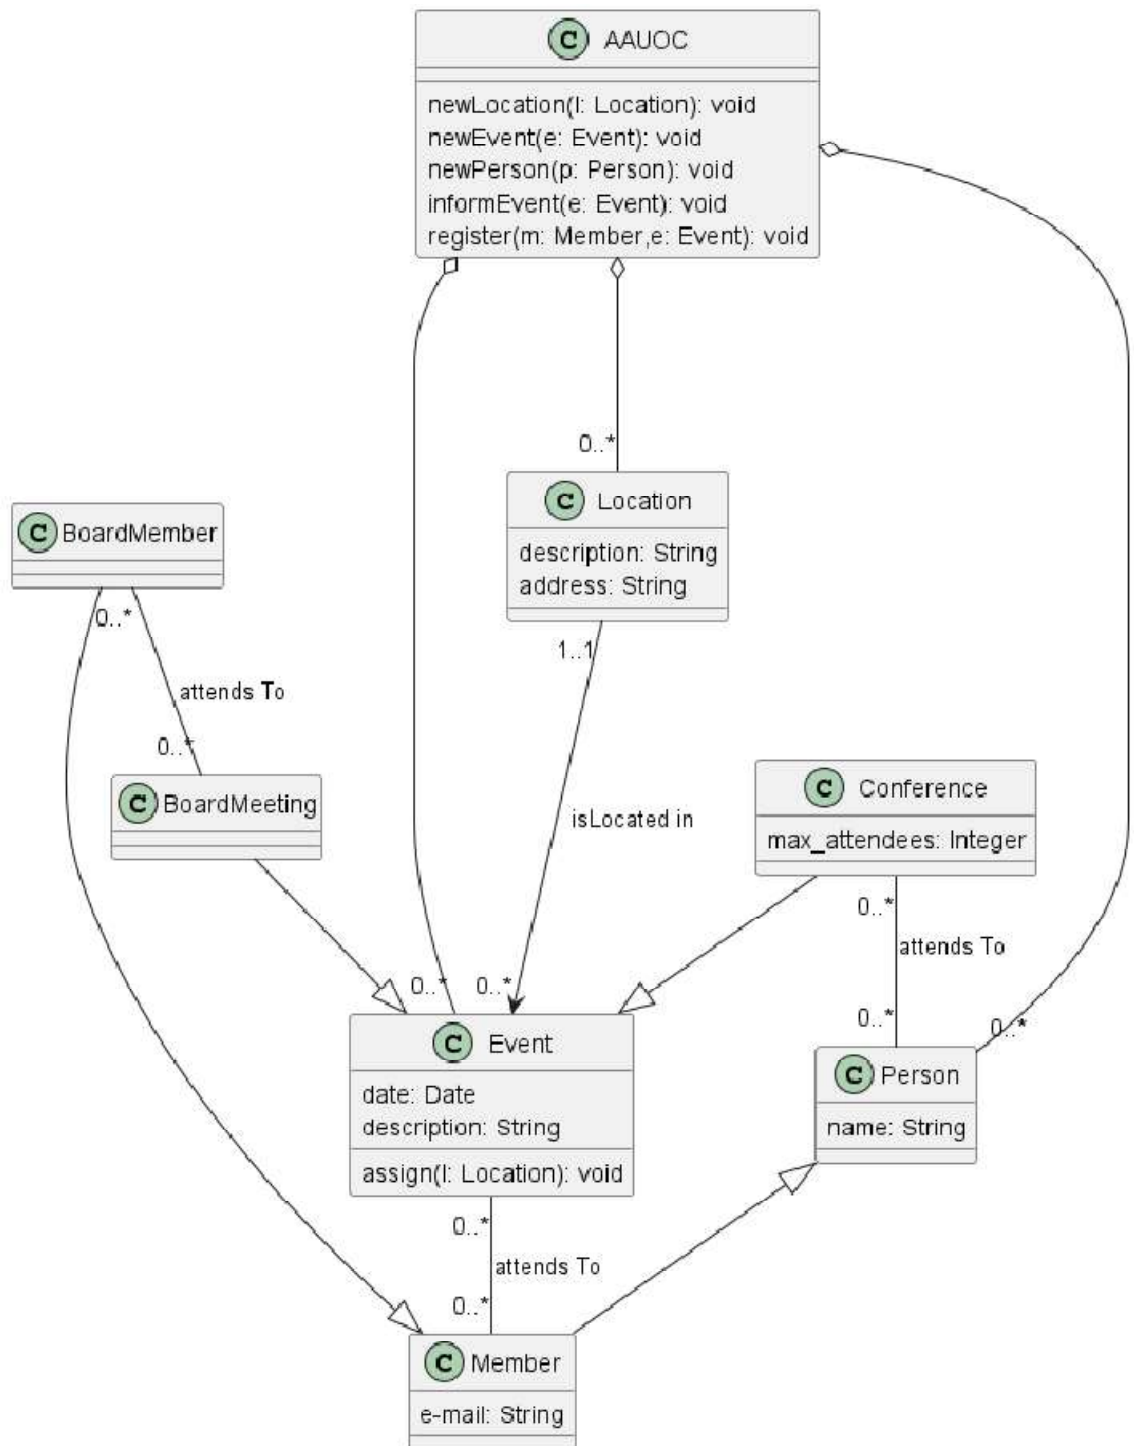 C AAUOC
newLocation(l: Location): void
newEvent(e: Event): void
newPerson(p: Person): void
informEvent(e: Event): void
register(m: Member,e: Event): void
0..*
C Location
description: String
address: String
C BoardMember
0..*
1..1
attends To
0..*
C BoardMeeting
C Conference
max_attendees: Integer
isLocated in
0..*
attends To
0..*
0..*
0..*
0..*
C Event
date: Date
description: String
assign(l: Location): void
C Person
name: String
0..*
attends To
0..*
C Member
e-mail: String